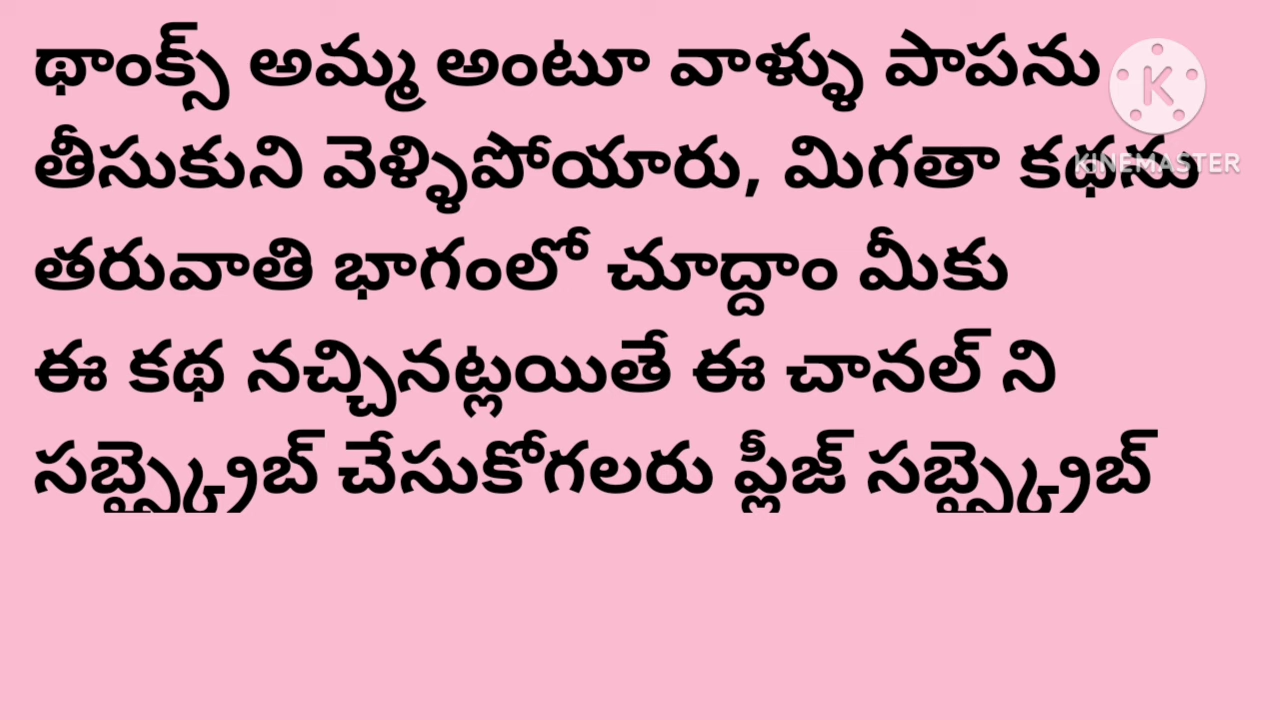 థాంక్స్ అమ్మ అంటూ వాళ్ళు పాపను
తీసుకుని వెళ్ళిపోయారు, మిగతా కథను
తరువాతి భాగంలో చూద్దాం మీకు
ఈ కథ నచ్చినట్లయితే ఈ చానల్ ని
సబ్స్క్రైబ్ చేసుకోగలరు ప్లీజ్ సబ్స్క్రైబ్
K
KINEMASTER